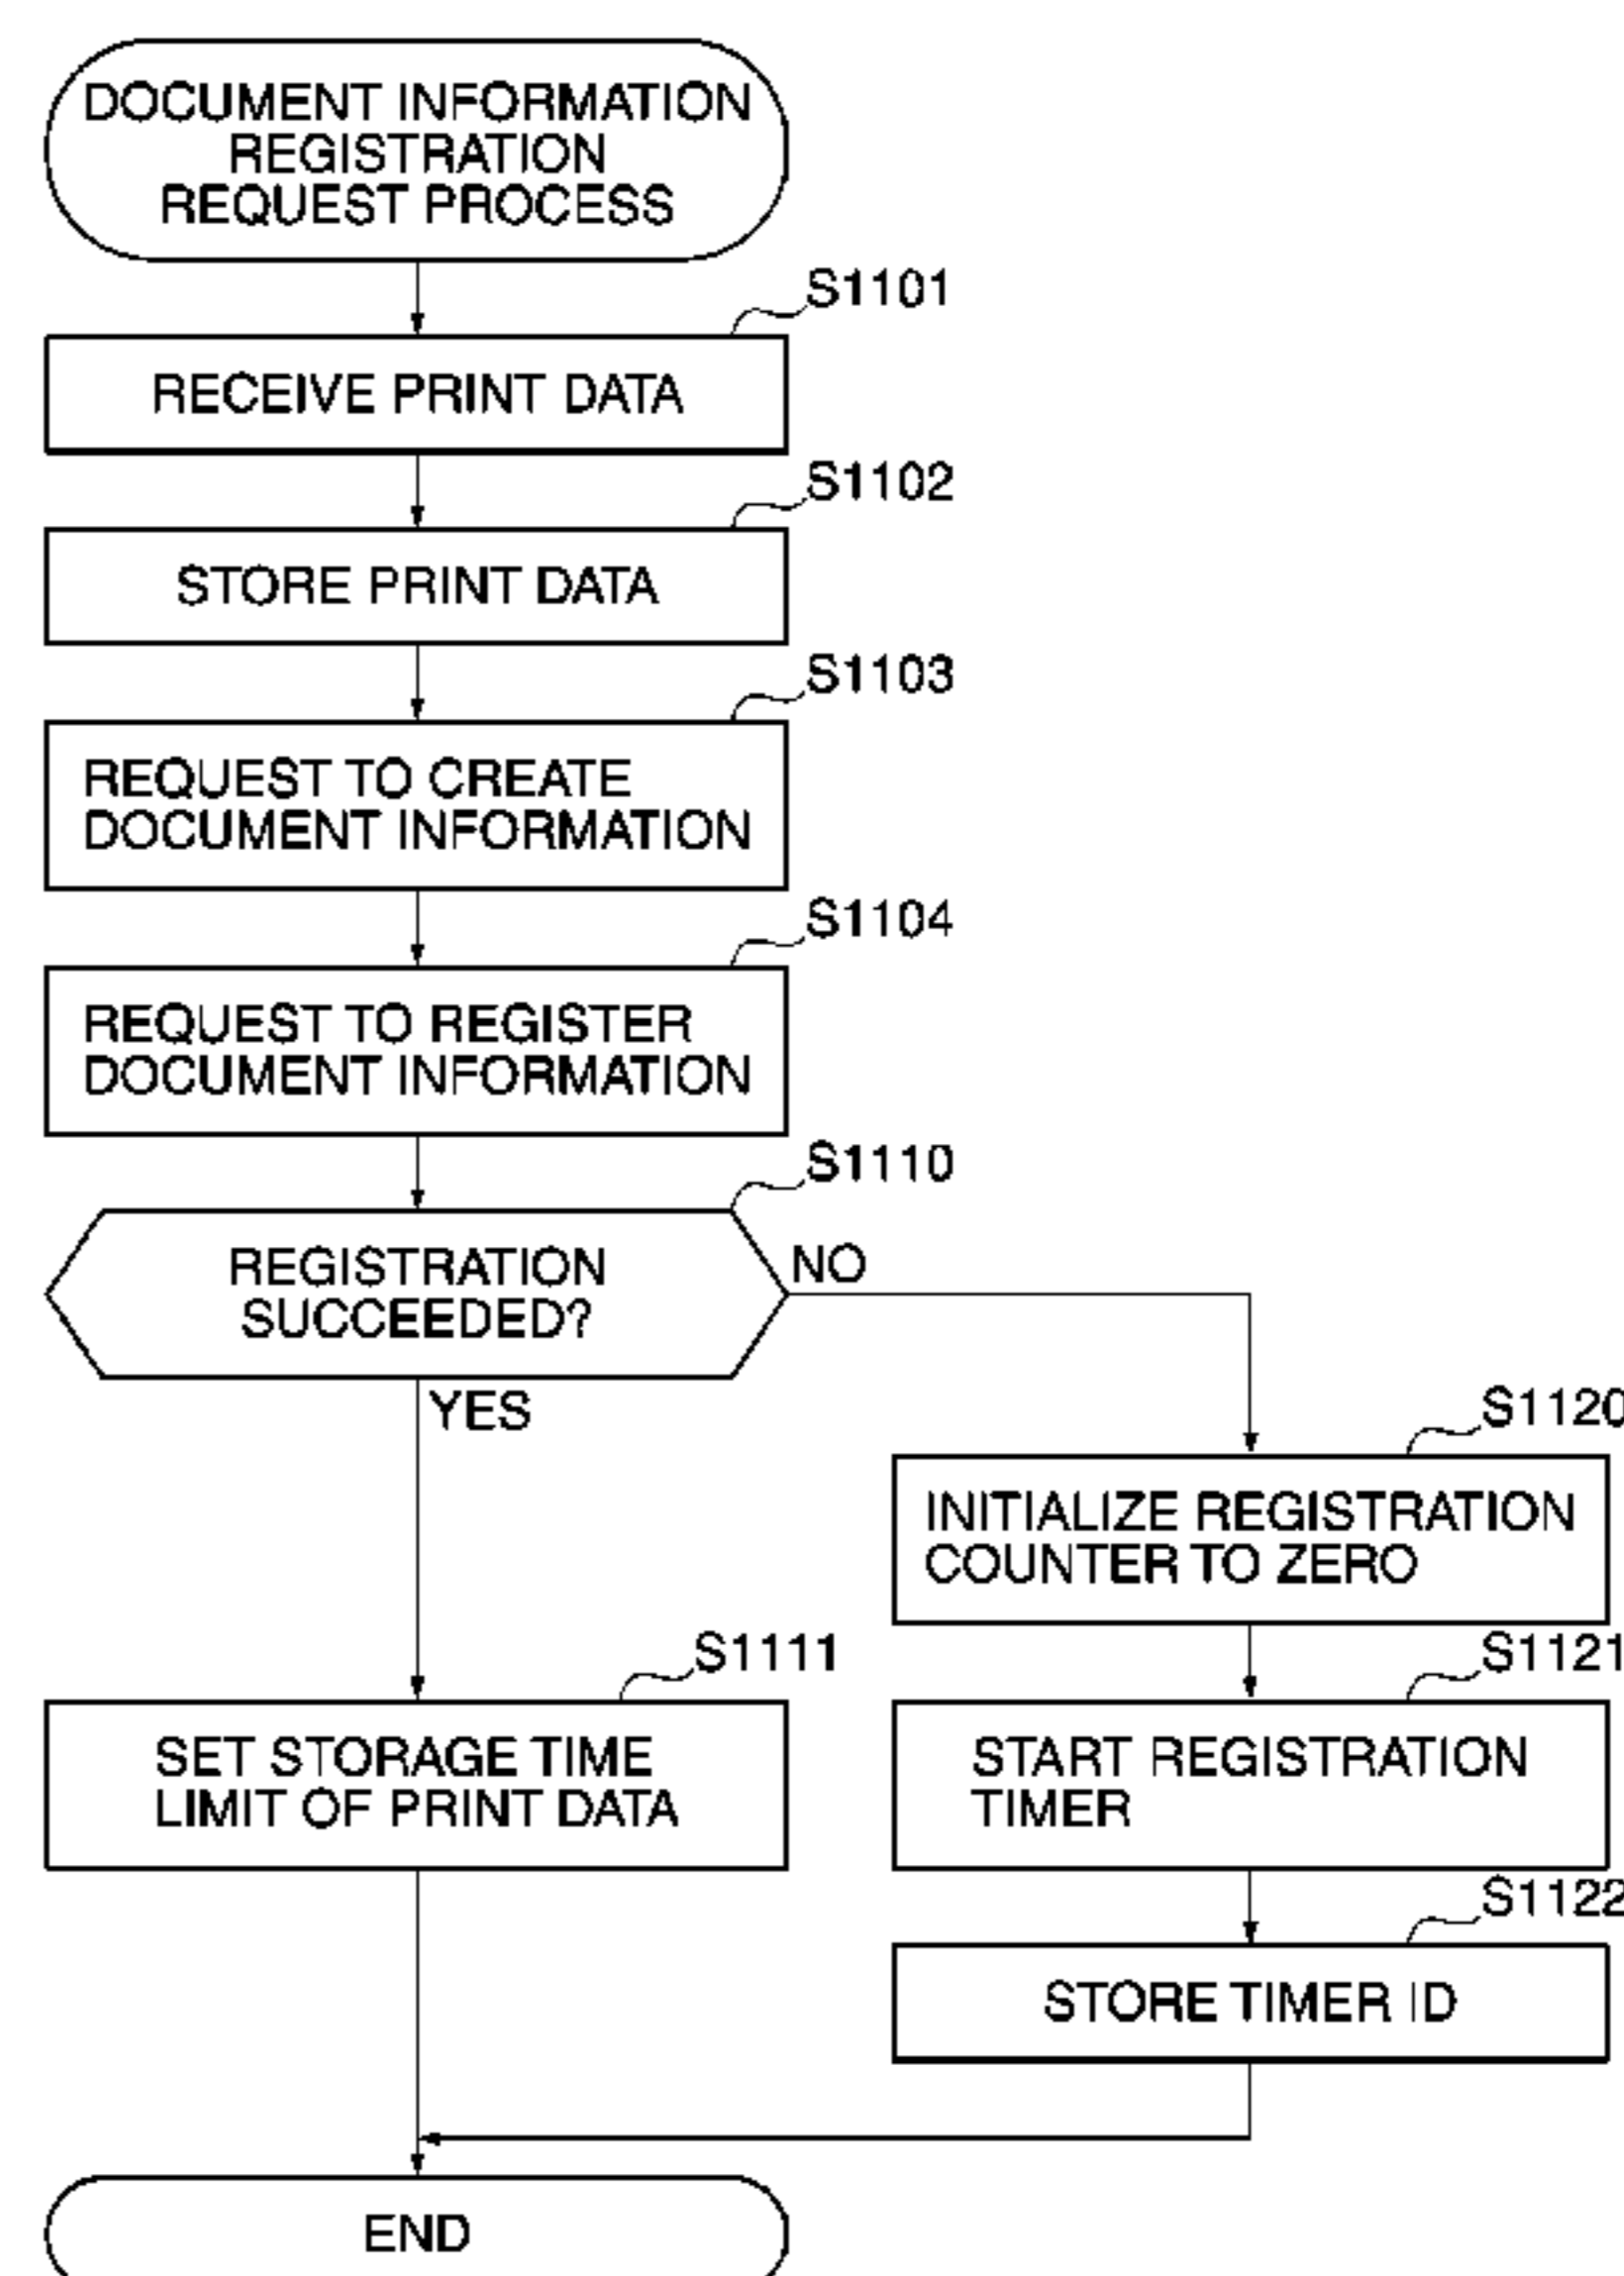 DOCUMENT INFORMATION
REGISTRATION
REQUEST PROCESS
S1101
RECEIVE PRINT DATA
S1102
STORE PRINT DATA
S1103
REQUEST TO CREATE
DOCUMENT INFORMATION
S1104
REQUEST TO REGISTER
DOCUMENT INFORMATION
S1110
REGISTRATION
SUCCEEDED?
NO
YES
S1120
INITIALIZE REGISTRATION
COUNTER TO ZERO
S1111
SET STORAGE TIME
LIMIT OF PRINT DATA
S1121
START REGISTRATION
TIMER
S1122
STORE TIMER ID
END